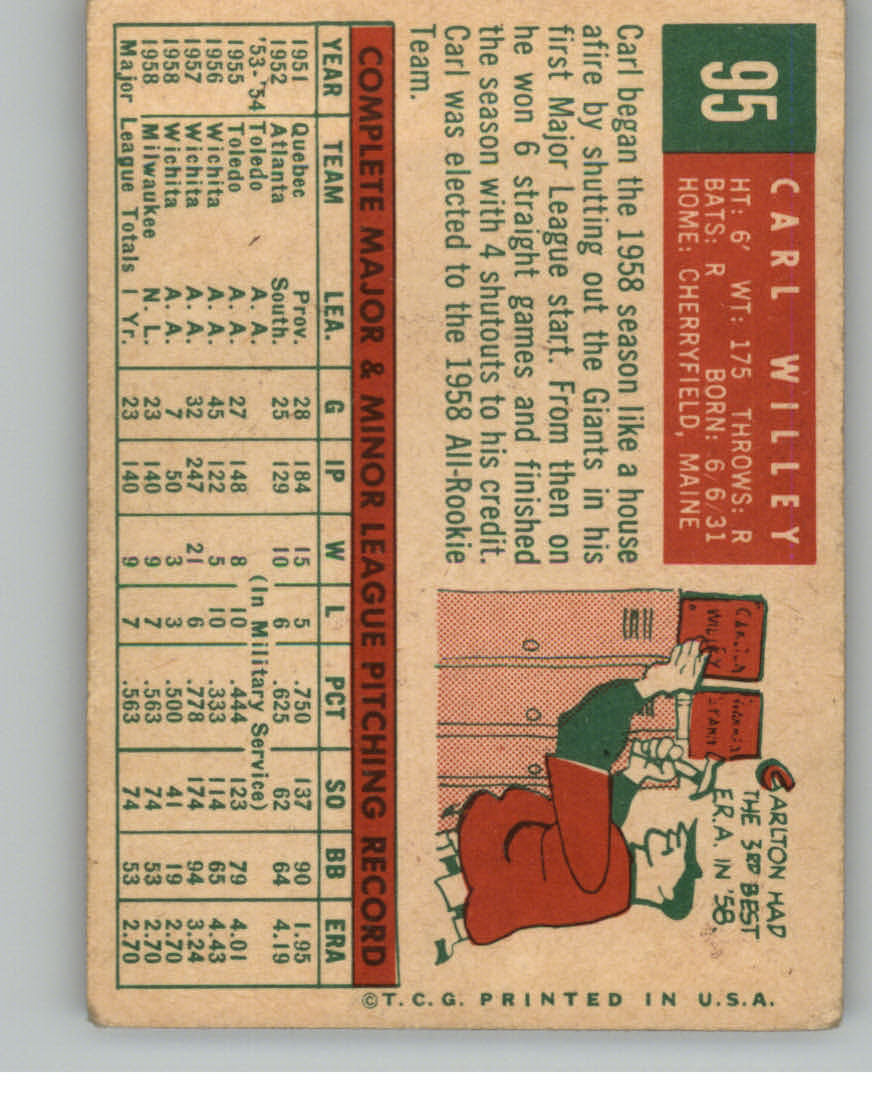 95
CARL WILLEY
HT: 6' WT: 175 THROWS: R
BATS: R BORN: 6/6/31
HOME: CHERRYFIELD, MAINE
Carl began the 1958 season like a house
afire by shutting out the Giants in his
first Major League start. From then on
he won 6 straight games and finished
the season with 4 shutouts to his credit.
Carl was elected to the 1958 All-Rookie
Team.
CARLTON HAD
THE 3RD BEST
E.R.A. IN '58.
WILLEY
COMPLETE MAJOR & MINOR LEAGUE PITCHING RECORD
YEAR TEAM LEA. G IP W L PCT SO BB ERA
1951 Quebec Prov. 28 184 15 5 .750 137 90 1.95
1952 Atlanta South. 25 129 10 6 .625 62 64 4.19
'53-'54 Toledo A. A. (In Military Service)
1955 Toledo A. A. 27 148 8 10 .444 123 79 4.01
1956 Wichita A. A. 45 122 5 10 .333 114 65 4.43
1957 Wichita A. A. 32 247 21 6 .778 174 94 3.24
1958 Wichita A. A. 7 50 3 3 .500 41 19 2.70
1958 Milwaukee N. L. 23 140 9 7 .563 74 53 2.70
Major League Totals 1 Yr. 23 140 9 7 .563 74 53 2.70
©T.C.G. PRINTED IN U.S.A.